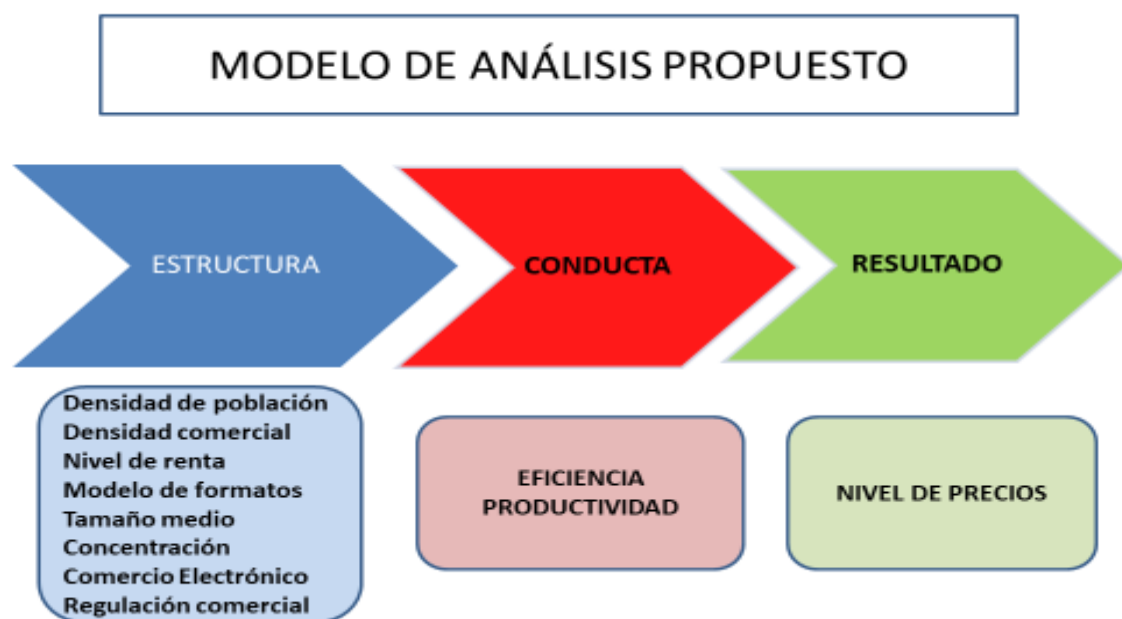 MODELO DE ANÁLISIS PROPUESTO
ESTRUCTURA
CONDUCTA
RESULTADO
Densidad de población
Densidad comercial
Nivel de renta
Modelo de formatos
Tamaño medio
Concentración
Comercio Electrónico
Regulación comercial
EFICIENCIA
PRODUCTIVIDAD
NIVEL DE PRECIOS